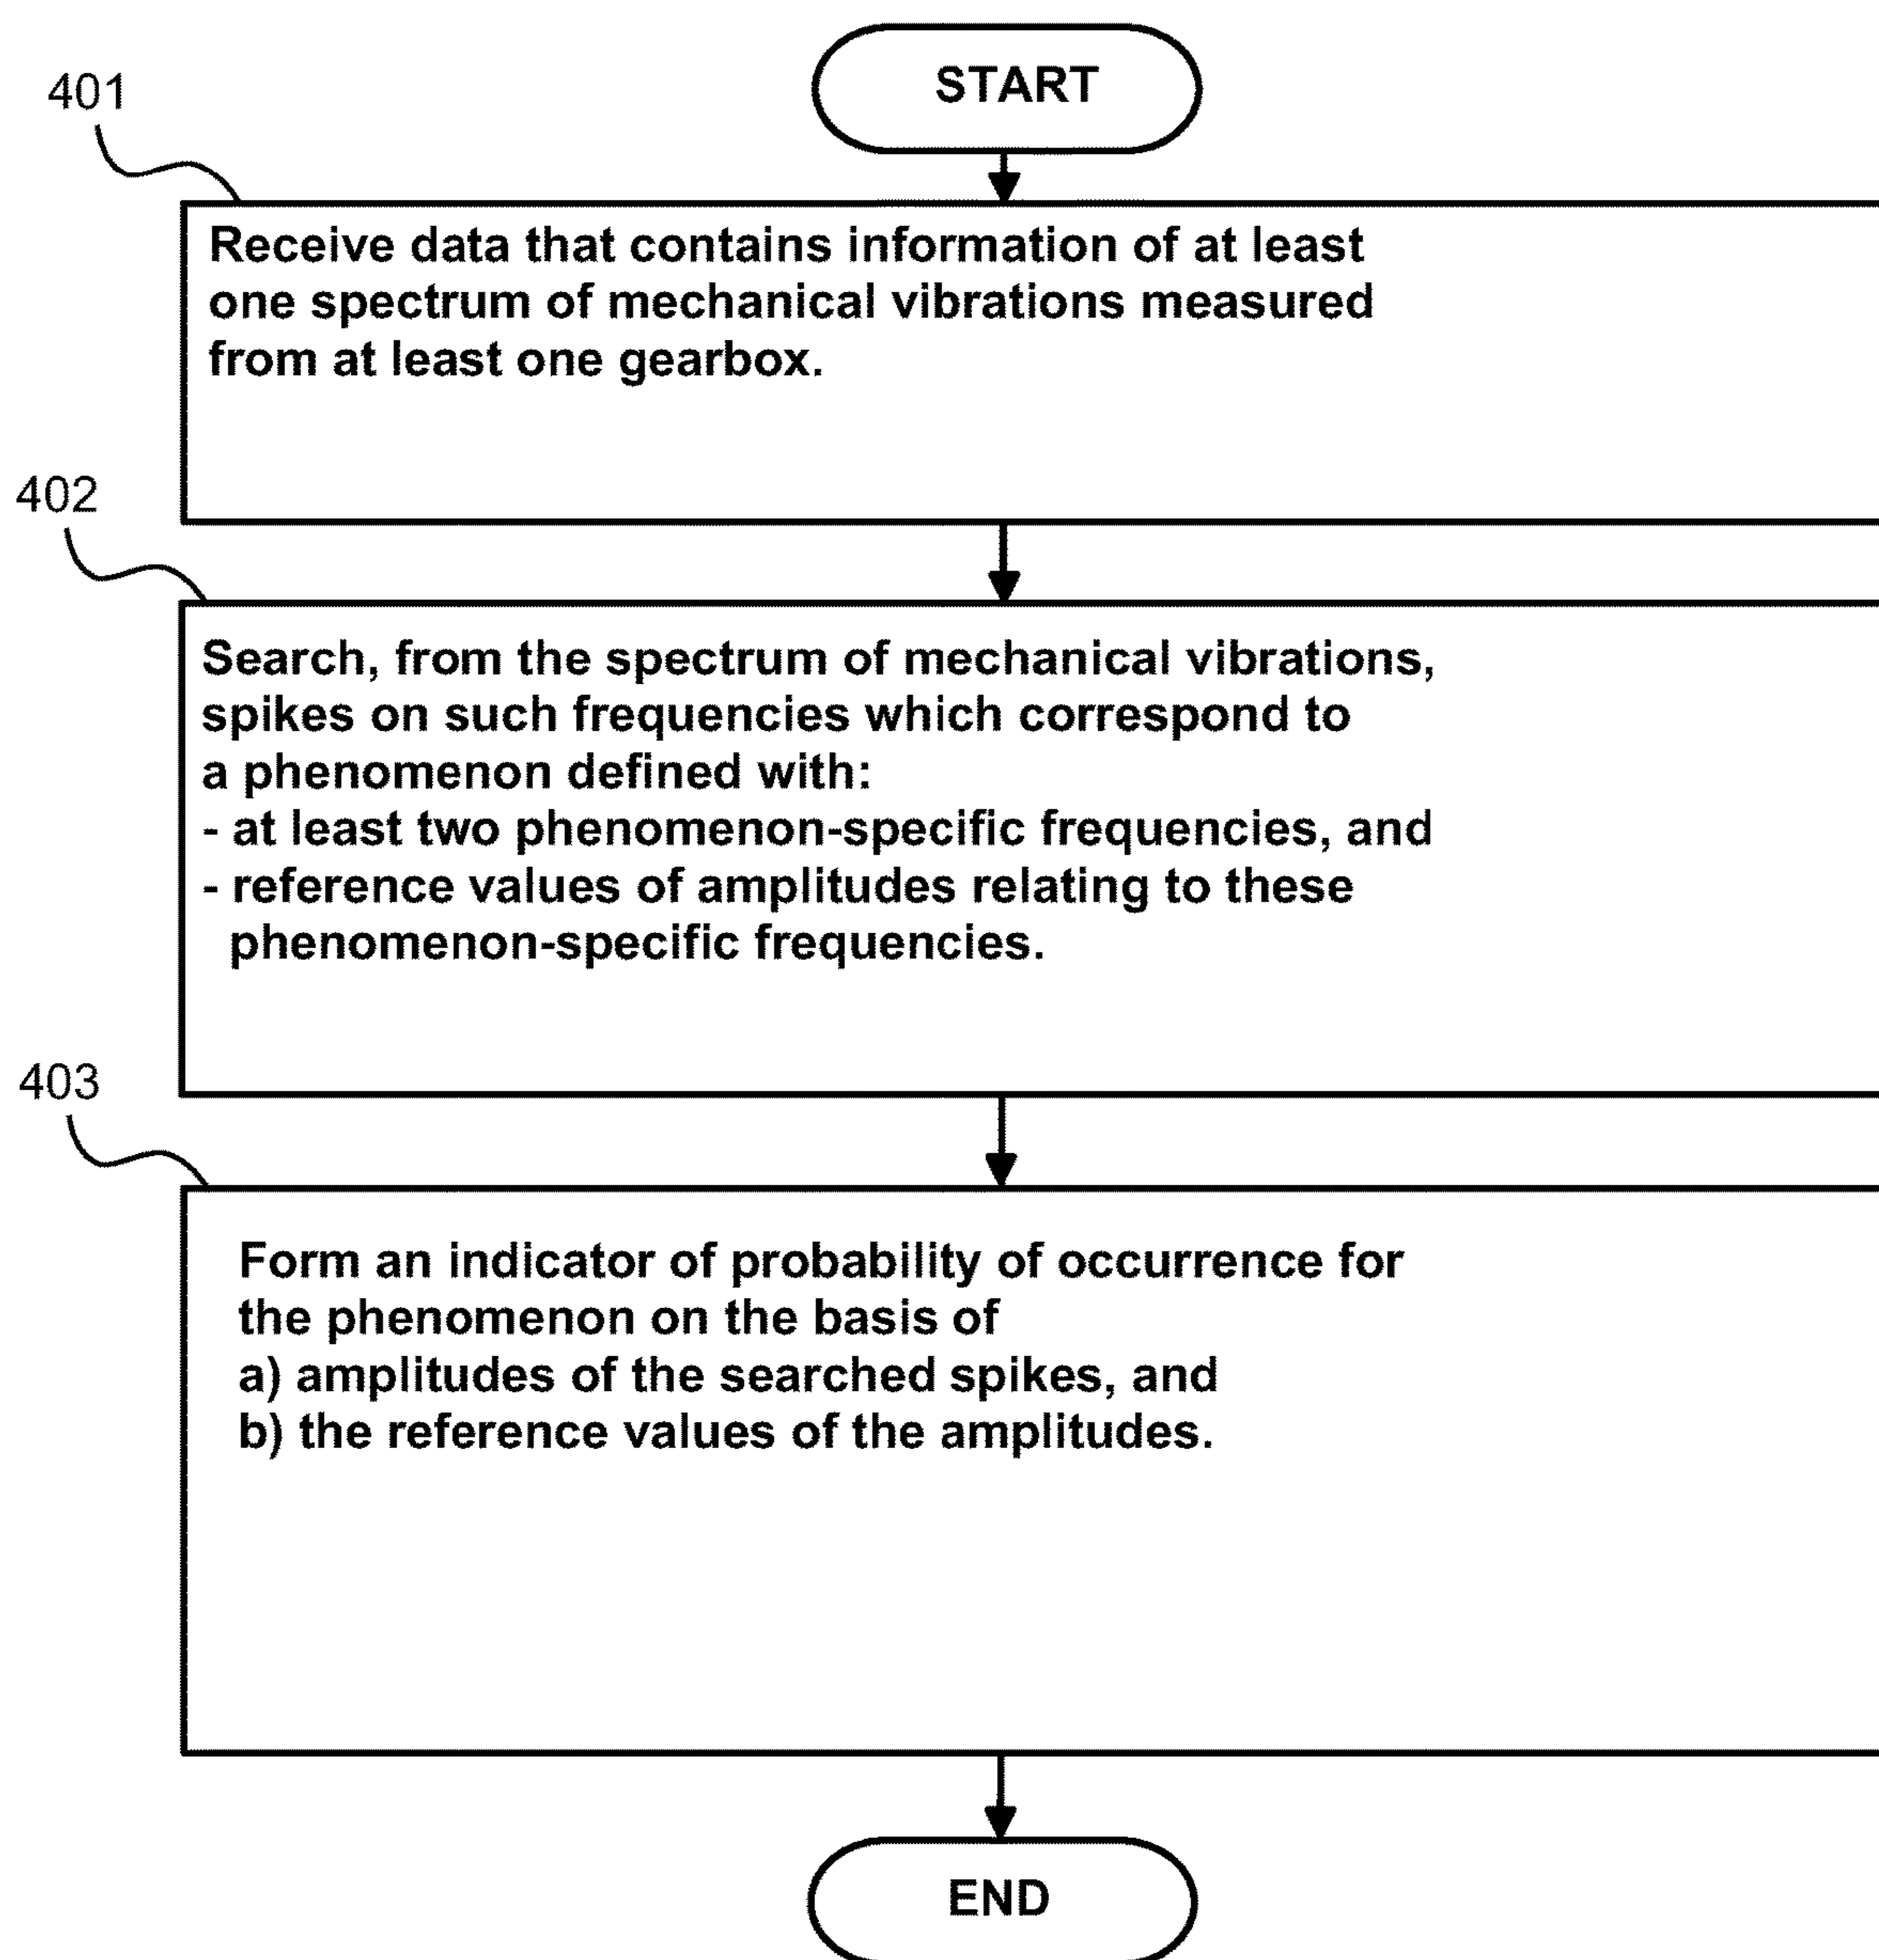 START
401
Receive data that contains information of at least
one spectrum of mechanical vibrations measured
from at least one gearbox.
402
Search, from the spectrum of mechanical vibrations,
spikes on such frequencies which correspond to
a phenomenon defined with:
- at least two phenomenon-specific frequencies, and
- reference values of amplitudes relating to these
phenomenon-specific frequencies.
403
Form an indicator of probability of occurrence for
the phenomenon on the basis of
a) amplitudes of the searched spikes, and
b) the reference values of the amplitudes.
END